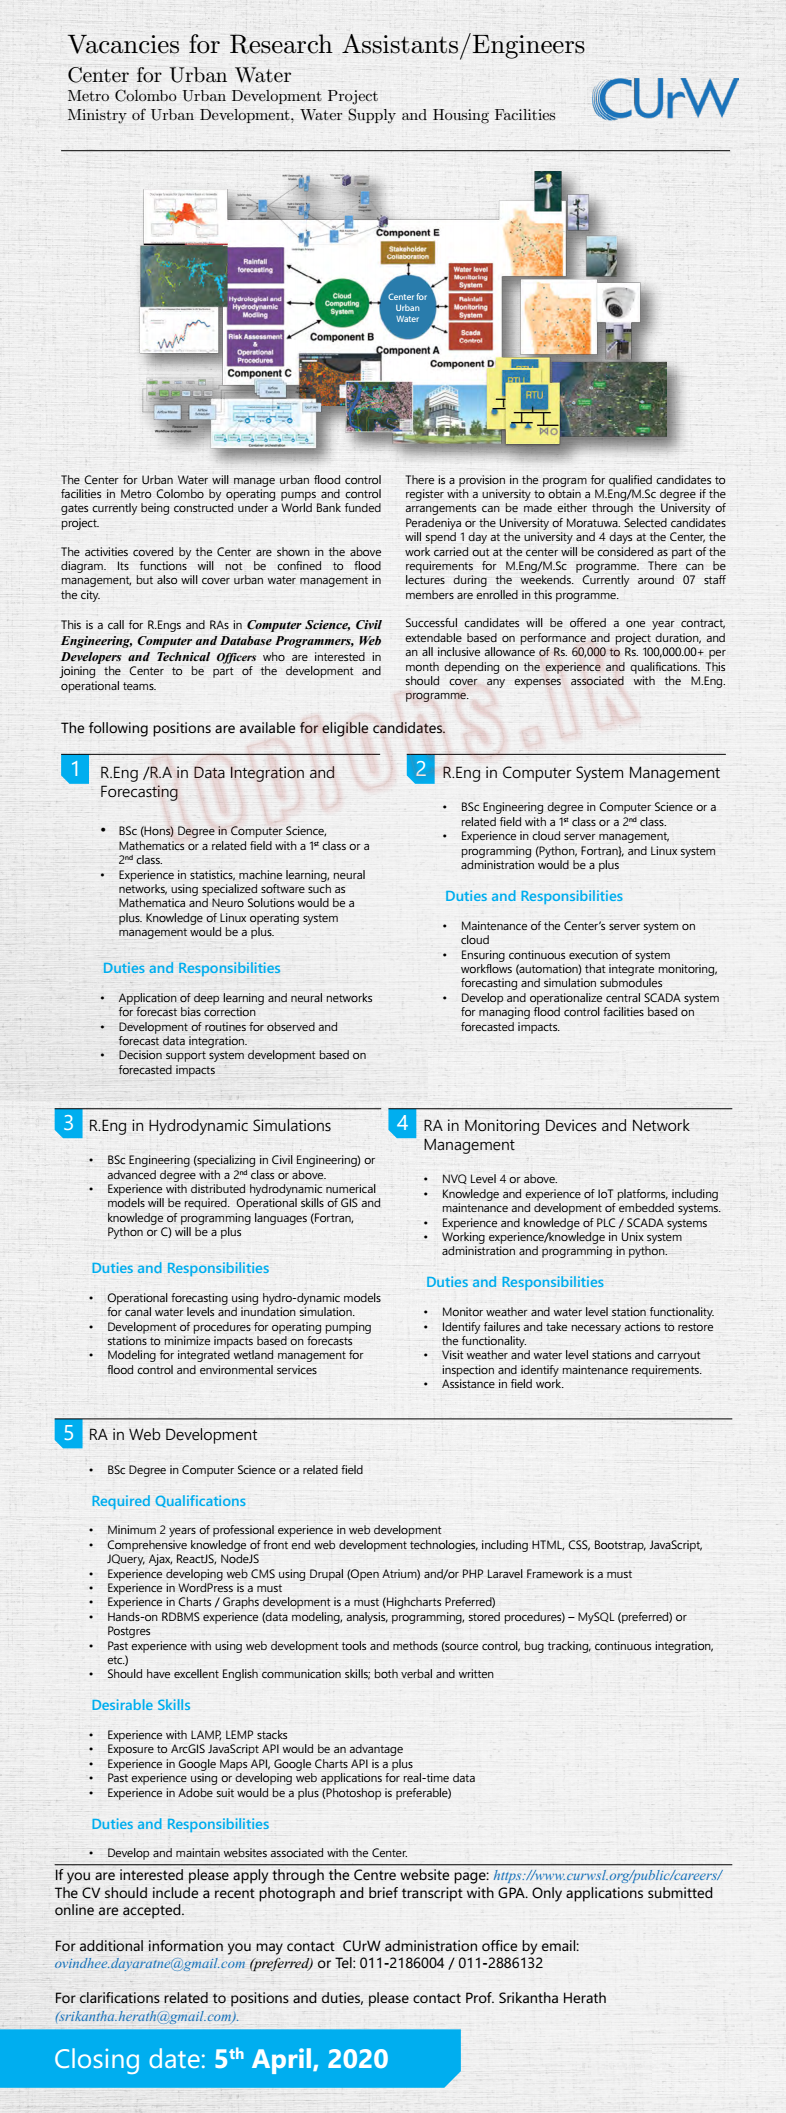 Vacancies for Research Assistants/Engineers
Center for Urban Water
Metro Colombo Urban Development Project
Ministry of Urban Development, Water Supply and Housing Facilities
CUrW
Component E
Stakeholder
Collaboration
Rainfall
forecasting
Hydrological and
Hydrodynamic
Modling
Risk Assessment
&
Operational
Procedures
Component C
Cloud
Computing
System
Component B
Center for
Urban
Water
Component A
Water level
Monitoring
System
Rainfall
Monitoring
System
Scada
Control
Component D
RTU
RTU
The Center for Urban Water will manage urban flood control
facilities in Metro Colombo by operating pumps and control
gates currently being constructed under a World Bank funded
project.
The activities covered by the Center are shown in the above
diagram. Its functions will not be confined to flood
management, but also will cover urban water management in
the city.
This is a call for R.Engs and RAs in Computer Science, Civil
Engineering, Computer and Database Programmers, Web
Developers and Technical Officers who are interested in
joining the Center to be part of the development and
operational teams.
There is a provision in the program for qualified candidates to
register with a university to obtain a M.Eng/M.Sc degree if the
arrangements can be made either through the University of
Peradeniya or the University of Moratuwa. Selected candidates
will spend 1 day at the university and 4 days at the Center, the
work carried out at the center will be considered as part of the
requirements for M.Eng/M.Sc programme. There can be
lectures during the weekends. Currently around 07 staff
members are enrolled in this programme.
Successful candidates will be offered a one year contract,
extendable based on performance and project duration, and
an all inclusive allowance of Rs. 60,000 to Rs. 100,000.00+ per
month depending on the experience and qualifications. This
should cover any expenses associated with the M.Eng.
programme.
topjobs.lk
The following positions are available for eligible candidates.
1 R.Eng /R.A in Data Integration and
Forecasting
• BSc (Hons) Degree in Computer Science,
Mathematics or a related field with a 1st class or a
2nd class.
• Experience in statistics, machine learning, neural
networks, using specialized software such as
Mathematica and Neuro Solutions would be a
plus. Knowledge of Linux operating system
management would be a plus.
Duties and Responsibilities
• Application of deep learning and neural networks
for forecast bias correction
• Development of routines for observed and
forecast data integration.
• Decision support system development based on
forecasted impacts
2 R.Eng in Computer System Management
• BSc Engineering degree in Computer Science or a
related field with a 1st class or a 2nd class.
• Experience in cloud server management,
programming (Python, Fortran}, and Linux system
administration would be a plus
Duties and Responsibilities
• Maintenance of the Center's server system on
cloud
• Ensuring continuous execution of system
workflows (automation) that integrate monitoring,
forecasting and simulation submodules
• Develop and operationalize central SCADA system
for managing flood control facilities based on
forecasted impacts.
3 R.Eng in Hydrodynamic Simulations
• BSc Engineering (specializing in Civil Engineering) or
advanced degree with a 2nd class or above.
• Experience with distributed hydrodynamic numerical
models will be required. Operational skills of GIS and
knowledge of programming languages (Fortran,
Python or C) will be a plus
Duties and Responsibilities
• Operational forecasting using hydro-dynamic models
for canal water levels and inundation simulation.
• Development of procedures for operating pumping
stations to minimize impacts based on forecasts
• Modeling for integrated wetland management for
flood control and environmental services
4 RA in Monitoring Devices and Network
Management
• NVQ Level 4 or above.
• Knowledge and experience of IoT platforms, including
maintenance and development of embedded systems.
• Experience and knowledge of PLC / SCADA systems
• Working experience/knowledge in Unix system
administration and programming in python.
Duties and Responsibilities
• Monitor weather and water level station functionality.
• Identify failures and take necessary actions to restore
the functionality.
• Visit weather and water level stations and carryout
inspection and identify maintenance requirements.
• Assistance in field work.
5 RA in Web Development
• BSc Degree in Computer Science or a related field
Required Qualifications
• Minimum 2 years of professional experience in web development
• Comprehensive knowledge of front end web development technologies, including HTML, CSS, Bootstrap, JavaScript,
JQuery, Ajax, ReactJS, NodeJS
• Experience developing web CMS using Drupal (Open Atrium) and/or PHP Laravel Framework is a must
• Experience in WordPress is a must
• Experience in Charts / Graphs development is a must (Highcharts Preferred)
• Hands-on RDBMS experience (data modeling, analysis, programming, stored procedures) – MySQL (preferred) or
Postgres
• Past experience with using web development tools and methods (source control, bug tracking, continuous integration,
etc.)
• Should have excellent English communication skills; both verbal and written
Desirable Skills
• Experience with LAMP, LEMP stacks
• Exposure to ArcGIS JavaScript API would be an advantage
• Experience in Google Maps API, Google Charts API is a plus
• Past experience using or developing web applications for real-time data
• Experience in Adobe suit would be a plus (Photoshop is preferable)
Duties and Responsibilities
• Develop and maintain websites associated with the Center.
If you are interested please apply through the Centre website page: https://www.curwsl.org/public/careers/
The CV should include a recent photograph and brief transcript with GPA. Only applications submitted
online are accepted.
For additional information you may contact CUrW administration office by email:
ovindhee.dayaratne@gmail.com (preferred) or Tel: 011-2186004 / 011-2886132
For clarifications related to positions and duties, please contact Prof. Srikantha Herath
(srikantha.herath@gmail.com).
Closing date: 5th April, 2020